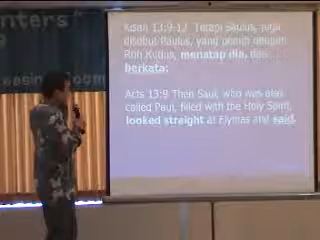 enters"
Kisah 13:9-12 Tetapi Saulus, juga
disebut Paulus, yang penuh dengan
Roh Kudus, menatap dia, dan
berkata:
Acts 13:9 Then Saul, who was also
called Paul, filled with the Holy Spirit,
looked straight at Elymas and said,